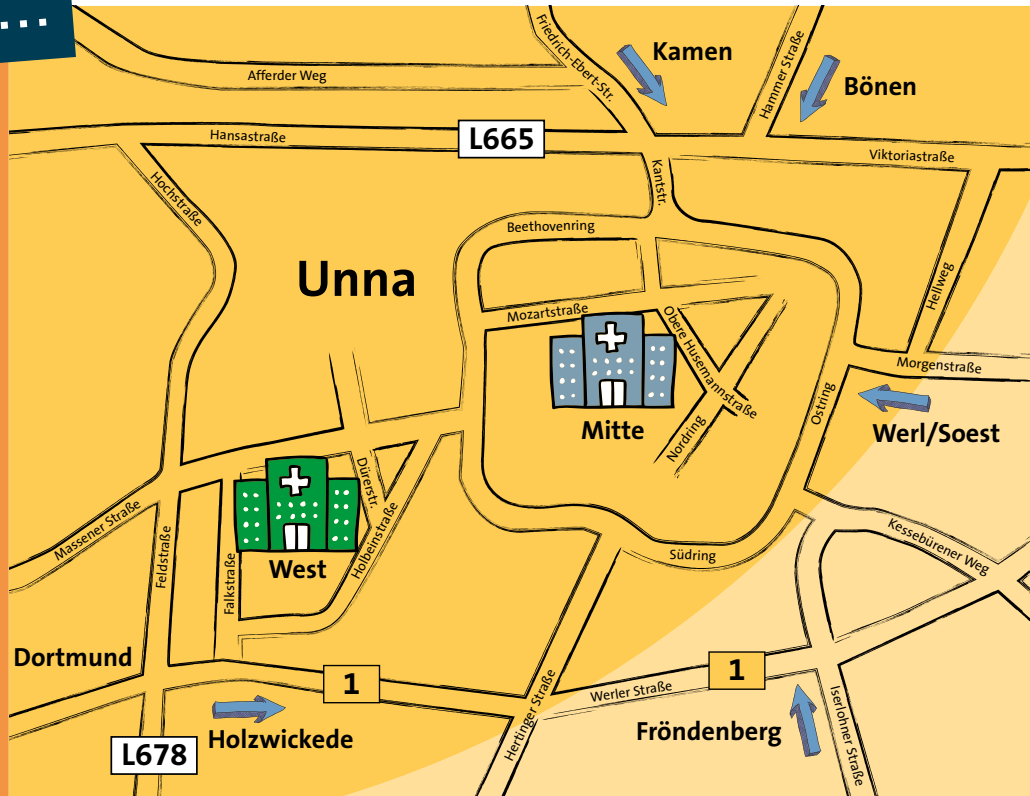 Kamen
Friedrich-Ebert-Str.
Hammer Straße
Bönen
Afferder Weg
Hansastraße
L665
Viktoriastraße
Kantstr.
Hochstraße
Beethovenring
Unna
Hellweg
Mozartstraße
Obere Husemannstraße
Morgenstraße
Ostring
Mitte
Nordring
Werl/Soest
Dürerstr.
Massener Straße
Feldstraße
Falkstraße
West
Holbeinstraße
Südring
Kessebürener Weg
Dortmund
1
1
Werler Straße
Hertinger Straße
Iserlohner Straße
Holzwickede
Fröndenberg
L678